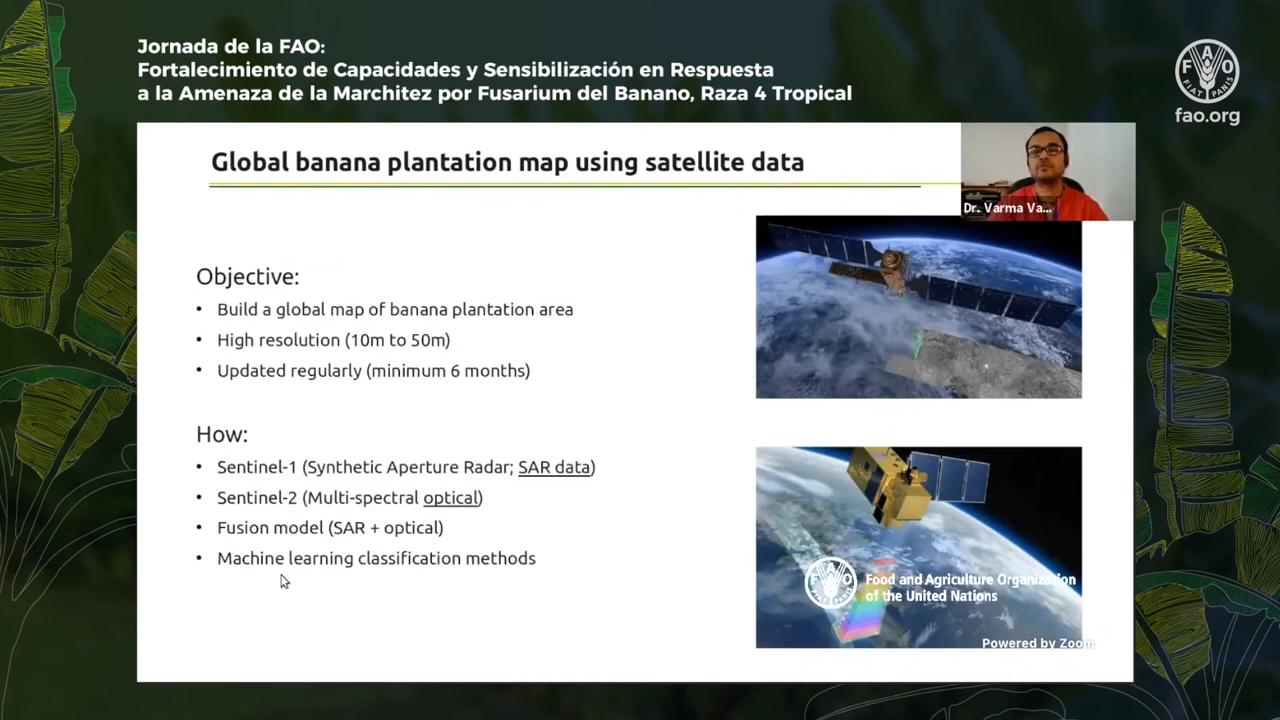 Jornada de la FAO:
Fortalecimiento de Capacidades y Sensibilización en Respuesta
a la Amenaza de la Marchitez por Fusarium del Banano, Raza 4 Tropical
F A O
FIAT PANIS
fao.org
Global banana plantation map using satellite data
Dr. Varma Va...
Objective:
• Build a global map of banana plantation area
• High resolution (10m to 50m)
• Updated regularly (minimum 6 months)
How:
• Sentinel-1 (Synthetic Aperture Radar; SAR data)
• Sentinel-2 (Multi-spectral optical)
• Fusion model (SAR + optical)
• Machine learning classification methods
F A O
FIAT PANIS
Food and Agriculture Organization
of the United Nations
Powered by Zoom